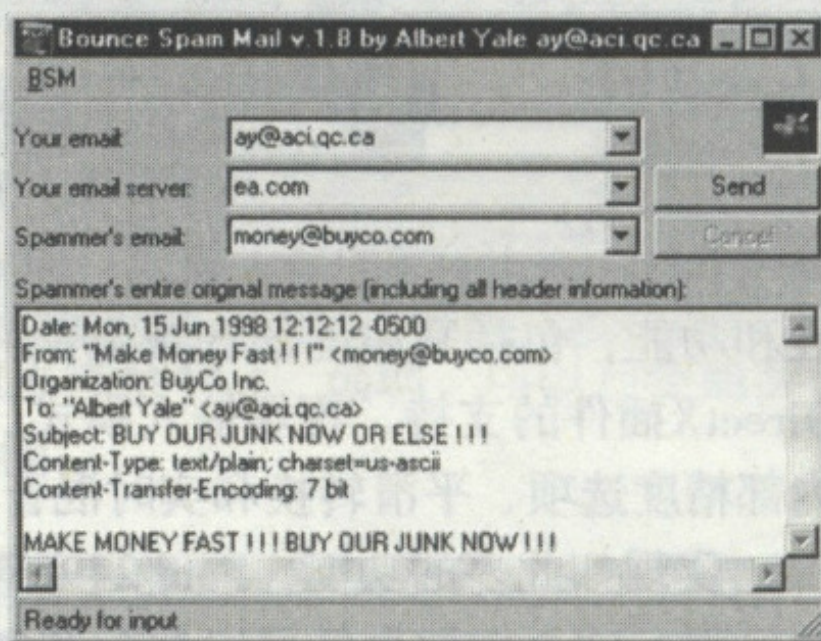 Bounce Spam Mail v.1.8 by Albert Yale ay@aci.qc.ca
BSM
Your email: ay@aci.qc.ca
Your email server: ea.com Send
Spammer's email: money@buyco.com Cancel
Spammer's entire original message (including all header information):
Date: Mon, 15 Jun 1998 12:12:12 -0500
From: "Make Money Fast ! ! !" <money@buyco.com>
Organization: BuyCo Inc.
To: "Albert Yale" <ay@aci.qc.ca>
Subject: BUY OUR JUNK NOW OR ELSE ! ! !
Content-Type: text/plain; charset=us-ascii
Content-Transfer-Encoding: 7 bit
MAKE MONEY FAST ! ! ! BUY OUR JUNK NOW ! ! !
Ready for input